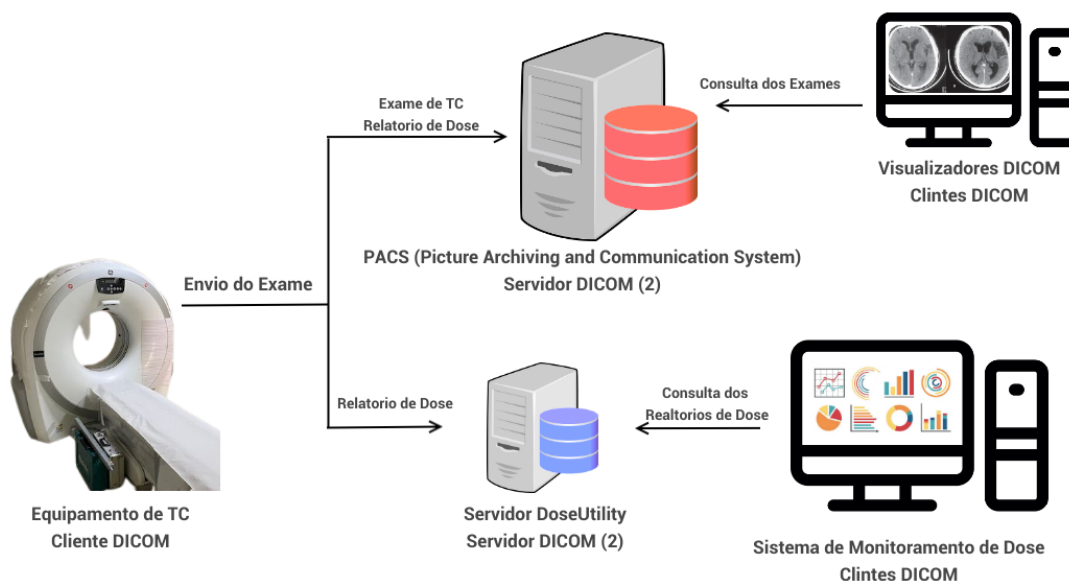 Consulta dos Exames
Exame de TC
Relatorio de Dose
Visualizadores DICOM
Clintes DICOM
PACS (Picture Archiving and Communication System)
Servidor DICOM (2)
Envio do Exame
Relatorio de Dose
Consulta dos
Realtorios de Dose
Equipamento de TC
Cliente DICOM
Servidor DoseUtility
Servidor DICOM (2)
Sistema de Monitoramento de Dose
Clintes DICOM